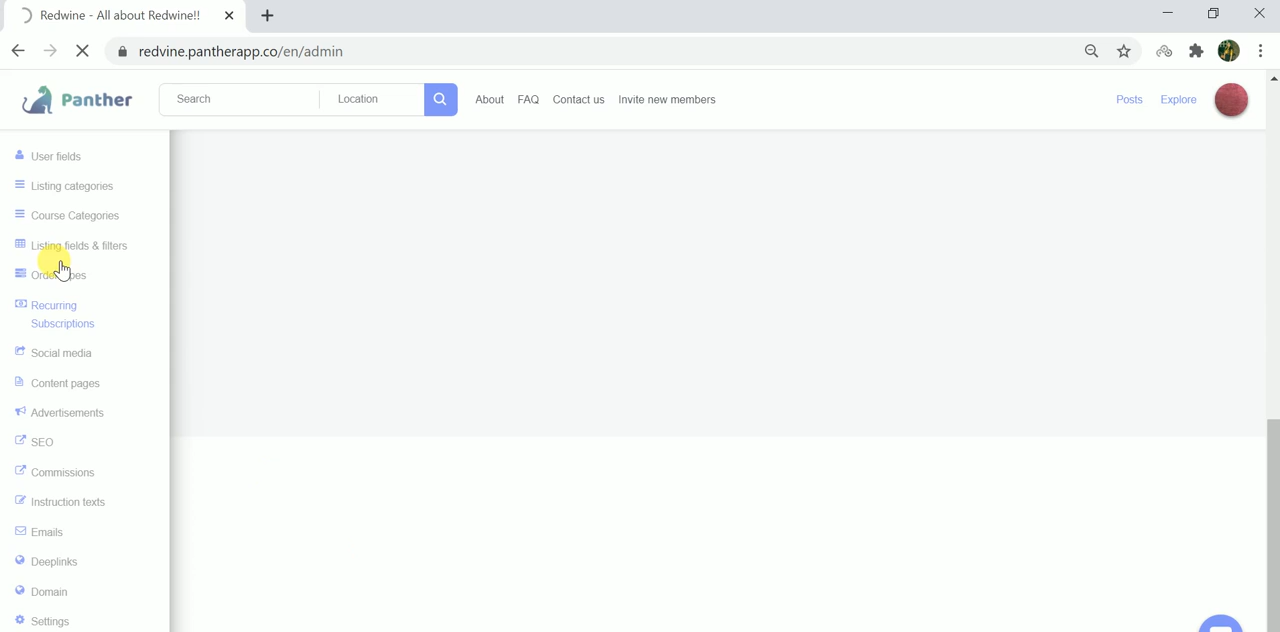 Redwine - All about Redwine!!
redvine.pantherapp.co/en/admin
Panther
Search
Location
About
FAQ
Contact us
Invite new members
Posts
Explore
User fields
Listing categories
Course Categories
Listing fields & filters
Recurring
Subscriptions
Social media
Content pages
Advertisements
SEO
Commissions
Instruction texts
Emails
Deeplinks
Domain
Settings